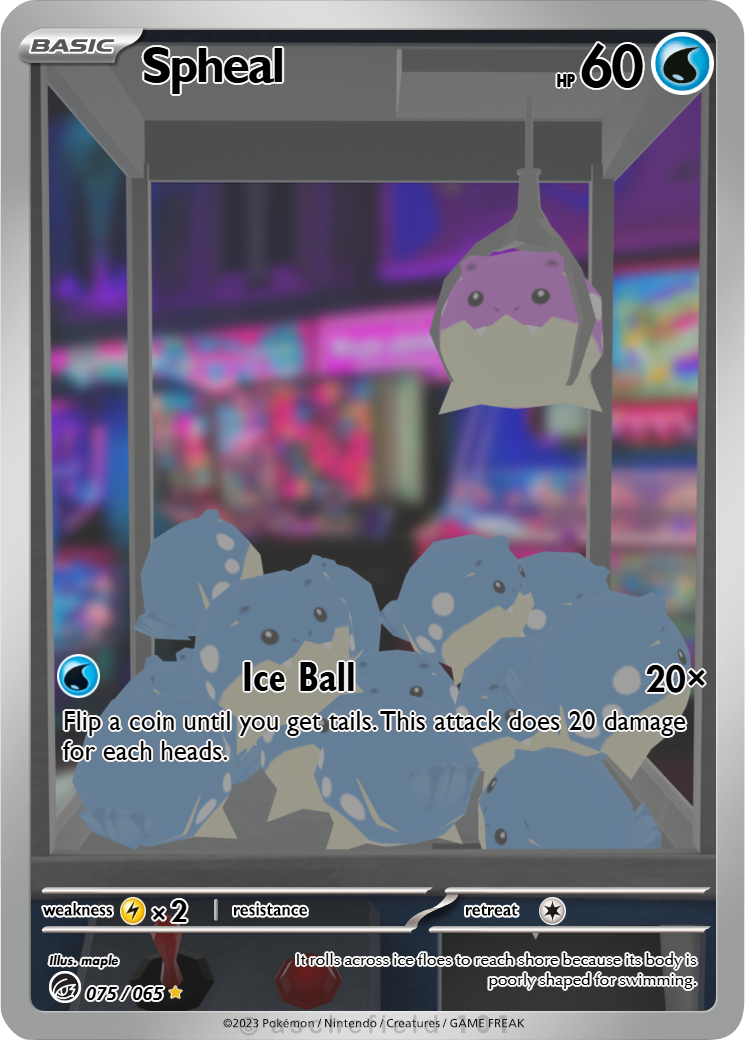 BASIC
Spheal
HP 60
Ice Ball 20×
Flip a coin until you get tails. This attack does 20 damage
for each heads.
weakness ×2 | resistance
retreat
Illus. maple
It rolls across ice floes to reach shore because its body is
poorly shaped for swimming.
075/065
©2023 Pokémon / Nintendo / Creatures / GAME FREAK